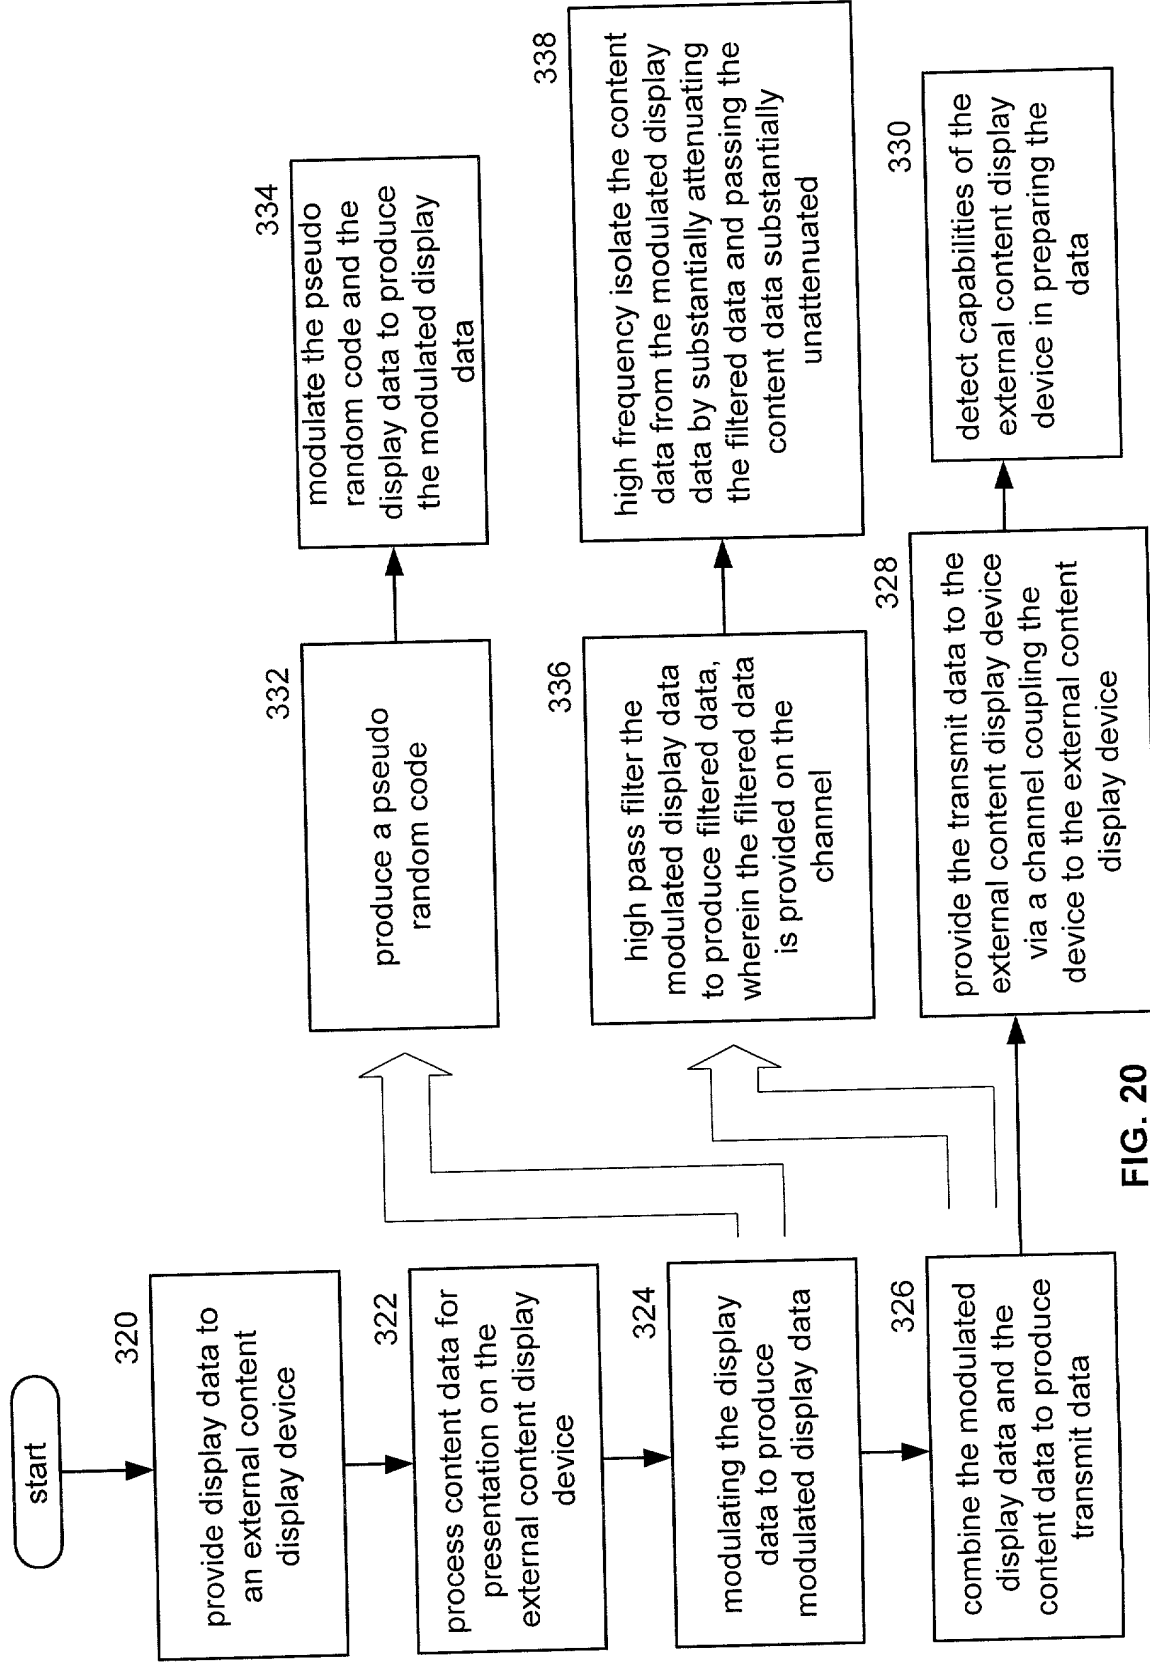 start
320
provide display data to
an external content
display device
322
process content data for
presentation on the
external content display
device
324
modulating the display
data to produce
modulated display data
326
combine the modulated
display data and the
content data to produce
transmit data
332
produce a pseudo
random code
334
modulate the pseudo
random code and the
display data to produce
the modulated display
data
336
high pass filter the
modulated display data
to produce filtered data,
wherein the filtered data
is provided on the
channel
338
high frequency isolate the content
data from the modulated display
data by substantially attenuating
the filtered data and passing the
content data substantially
unattenuated
328
provide the transmit data to the
external content display device
via a channel coupling the
device to the external content
display device
330
detect capabilities of the
external content display
device in preparing the
data
FIG. 20